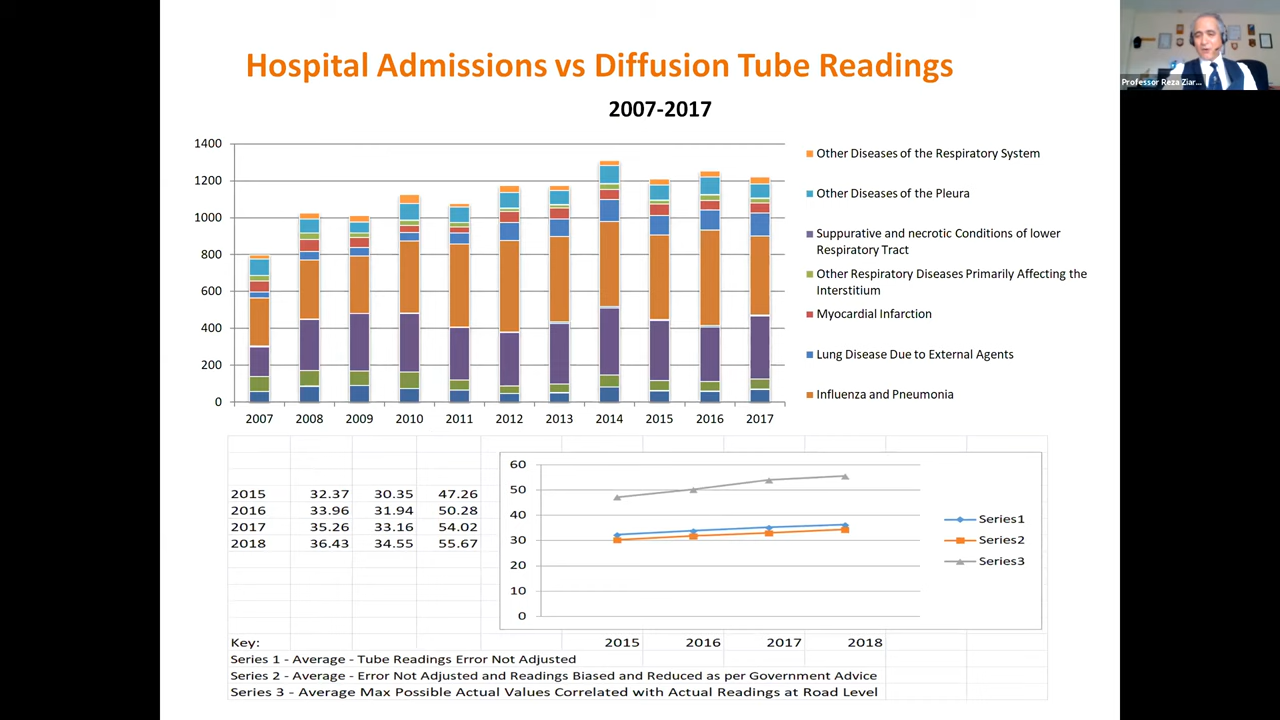 Hospital Admissions vs Diffusion Tube Readings
2007-2017
1400
1200
1000
800
600
400
200
0
2007 2008 2009 2010 2011 2012 2013 2014 2015 2016 2017
Other Diseases of the Respiratory System
Other Diseases of the Pleura
Suppurative and necrotic Conditions of lower
Respiratory Tract
Other Respiratory Diseases Primarily Affecting the
Interstitium
Myocardial Infarction
Lung Disease Due to External Agents
Influenza and Pneumonia
Professor Reza Ziar...
2015 32.37 30.35 47.26
2016 33.96 31.94 50.28
2017 35.26 33.16 54.02
2018 36.43 34.55 55.67
60
50
40
30
20
10
0
Series1
Series2
Series3
Key:
2015 2016 2017 2018
Series 1 - Average - Tube Readings Error Not Adjusted
Series 2 - Average - Error Not Adjusted and Readings Biased and Reduced as per Government Advice
Series 3 - Average Max Possible Actual Values Correlated with Actual Readings at Road Level